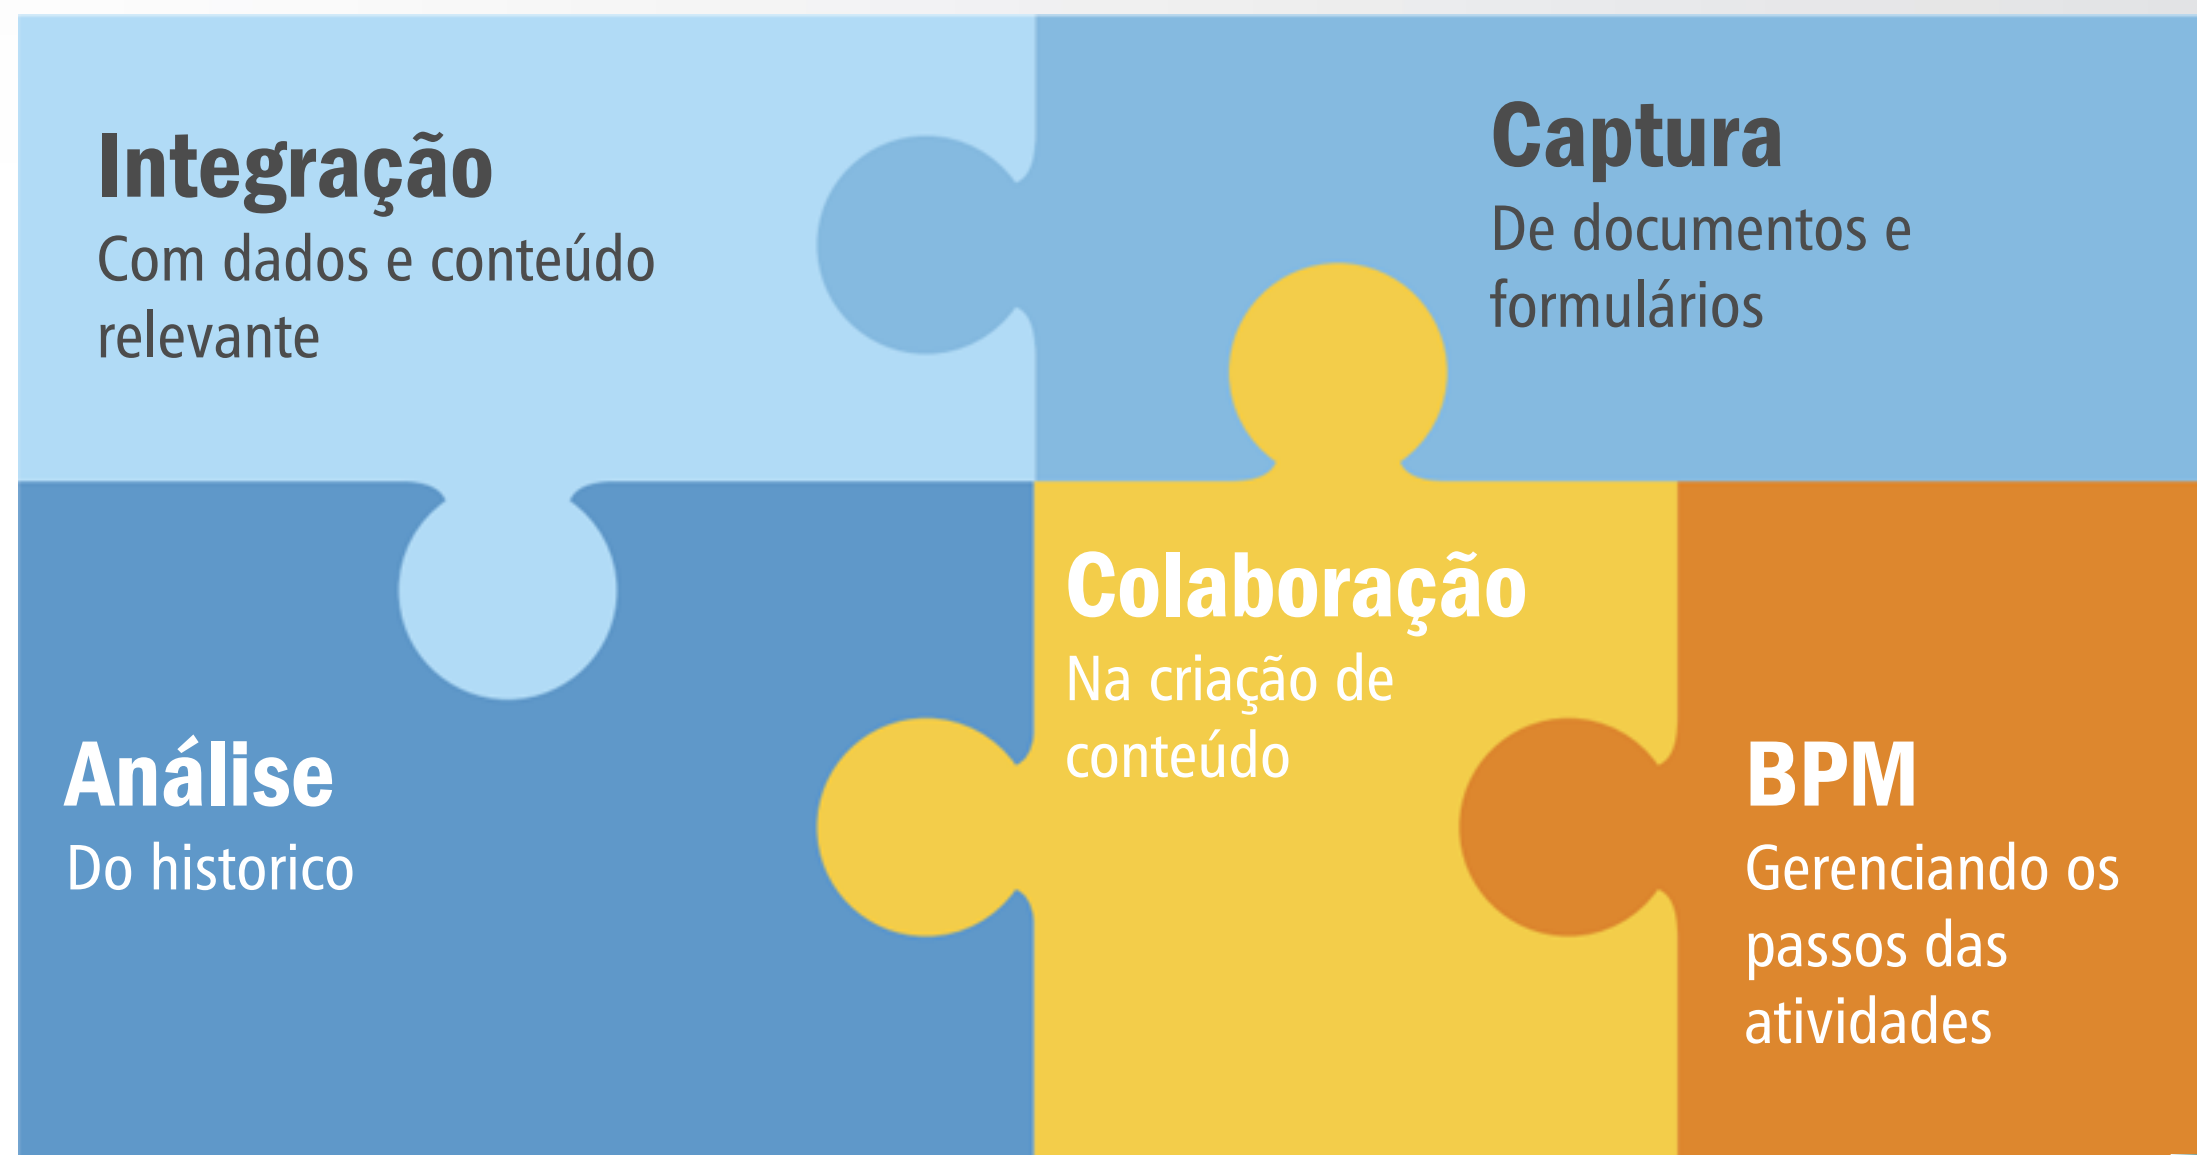 Integração
Com dados e conteúdo
relevante
Captura
De documentos e
formulários
Análise
Do historico
Colaboração
Na criação de
conteúdo
BPM
Gerenciando os
passos das
atividades